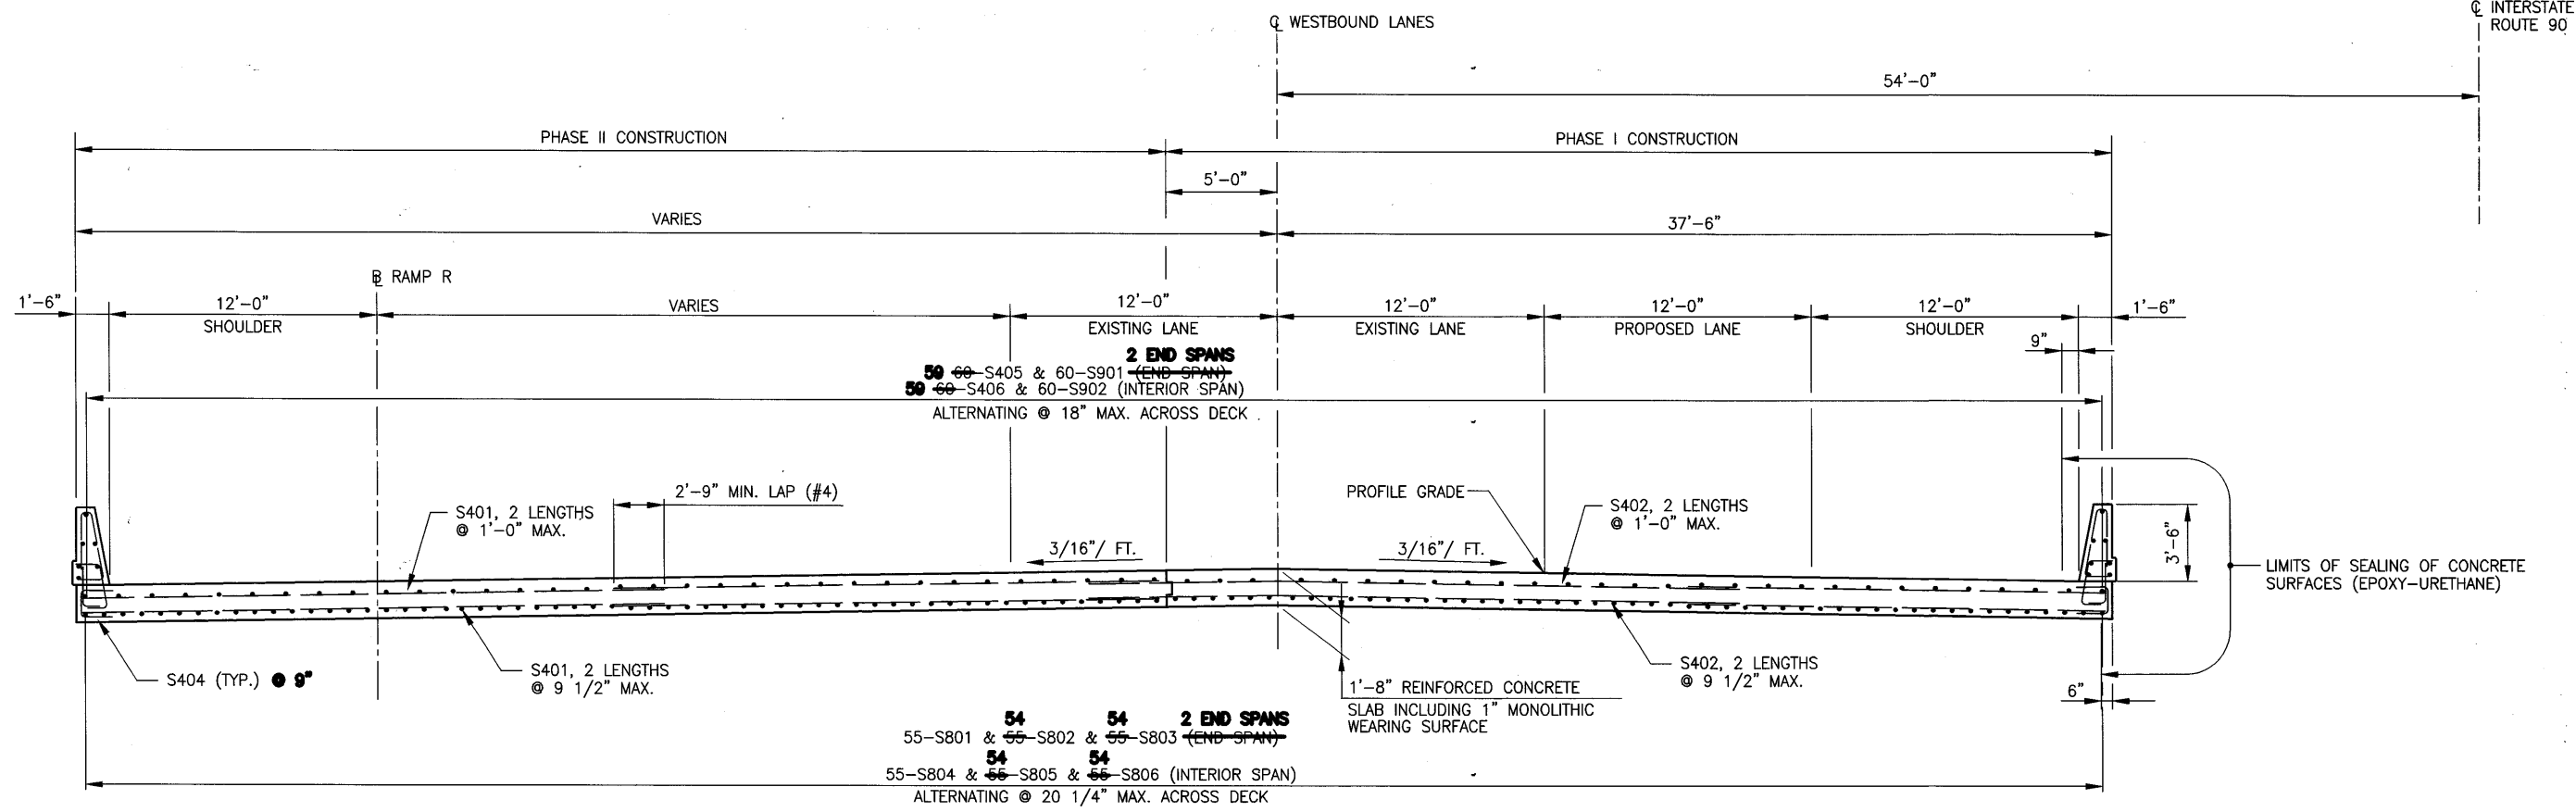 ℄ INTERSTATE
ROUTE 90
℄ WESTBOUND LANES
54'-0"
PHASE II CONSTRUCTION
PHASE I CONSTRUCTION
5'-0"
VARIES
37'-6"
B RAMP R
1'-6"
12'-0"
SHOULDER
VARIES
12'-0"
EXISTING LANE
12'-0"
EXISTING LANE
12'-0"
PROPOSED LANE
12'-0"
SHOULDER
1'-6"
9"
2 END SPANS
59 60-S405 & 60-S901 (END SPAN)
59 60-S406 & 60-S902 (INTERIOR SPAN)
ALTERNATING @ 18" MAX. ACROSS DECK
2'-9" MIN. LAP (#4)
PROFILE GRADE
S401, 2 LENGTHS
@ 1'-0" MAX.
S402, 2 LENGTHS
@ 1'-0" MAX.
3/16"/ FT.
3/16"/ FT.
3'-6"
LIMITS OF SEALING OF CONCRETE
SURFACES (EPOXY-URETHANE)
S404 (TYP.) @ 9"
S401, 2 LENGTHS
@ 9 1/2" MAX.
S402, 2 LENGTHS
@ 9 1/2" MAX.
1'-8" REINFORCED CONCRETE
SLAB INCLUDING 1" MONOLITHIC
WEARING SURFACE
6"
54 54 2 END SPANS
55-S801 & 55-S802 & 55-S803 (END SPAN)
54 54
55-S804 & 55-S805 & 55-S806 (INTERIOR SPAN)
ALTERNATING @ 20 1/4" MAX. ACROSS DECK